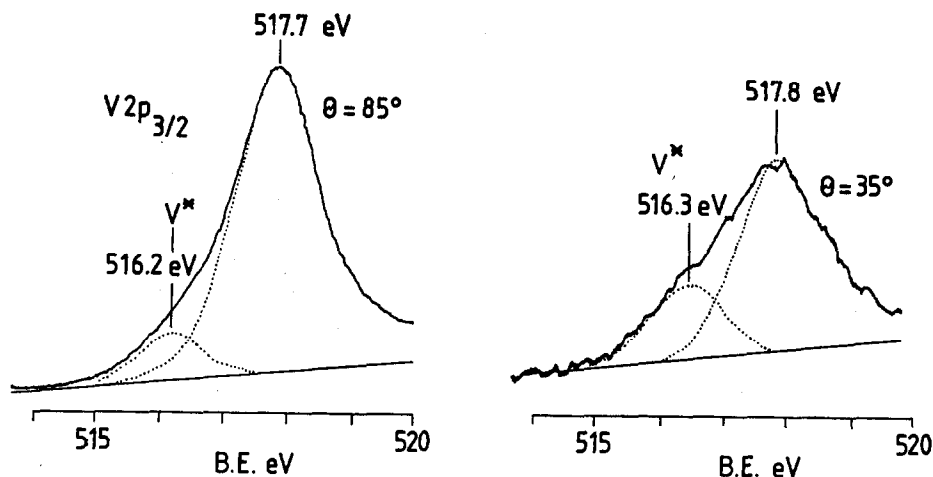 517.7 eV
V 2p3/2
θ = 85°
V*
516.2 eV
515
520
B.E. eV
517.8 eV
V*
516.3 eV
θ = 35°
515
520
B.E. eV